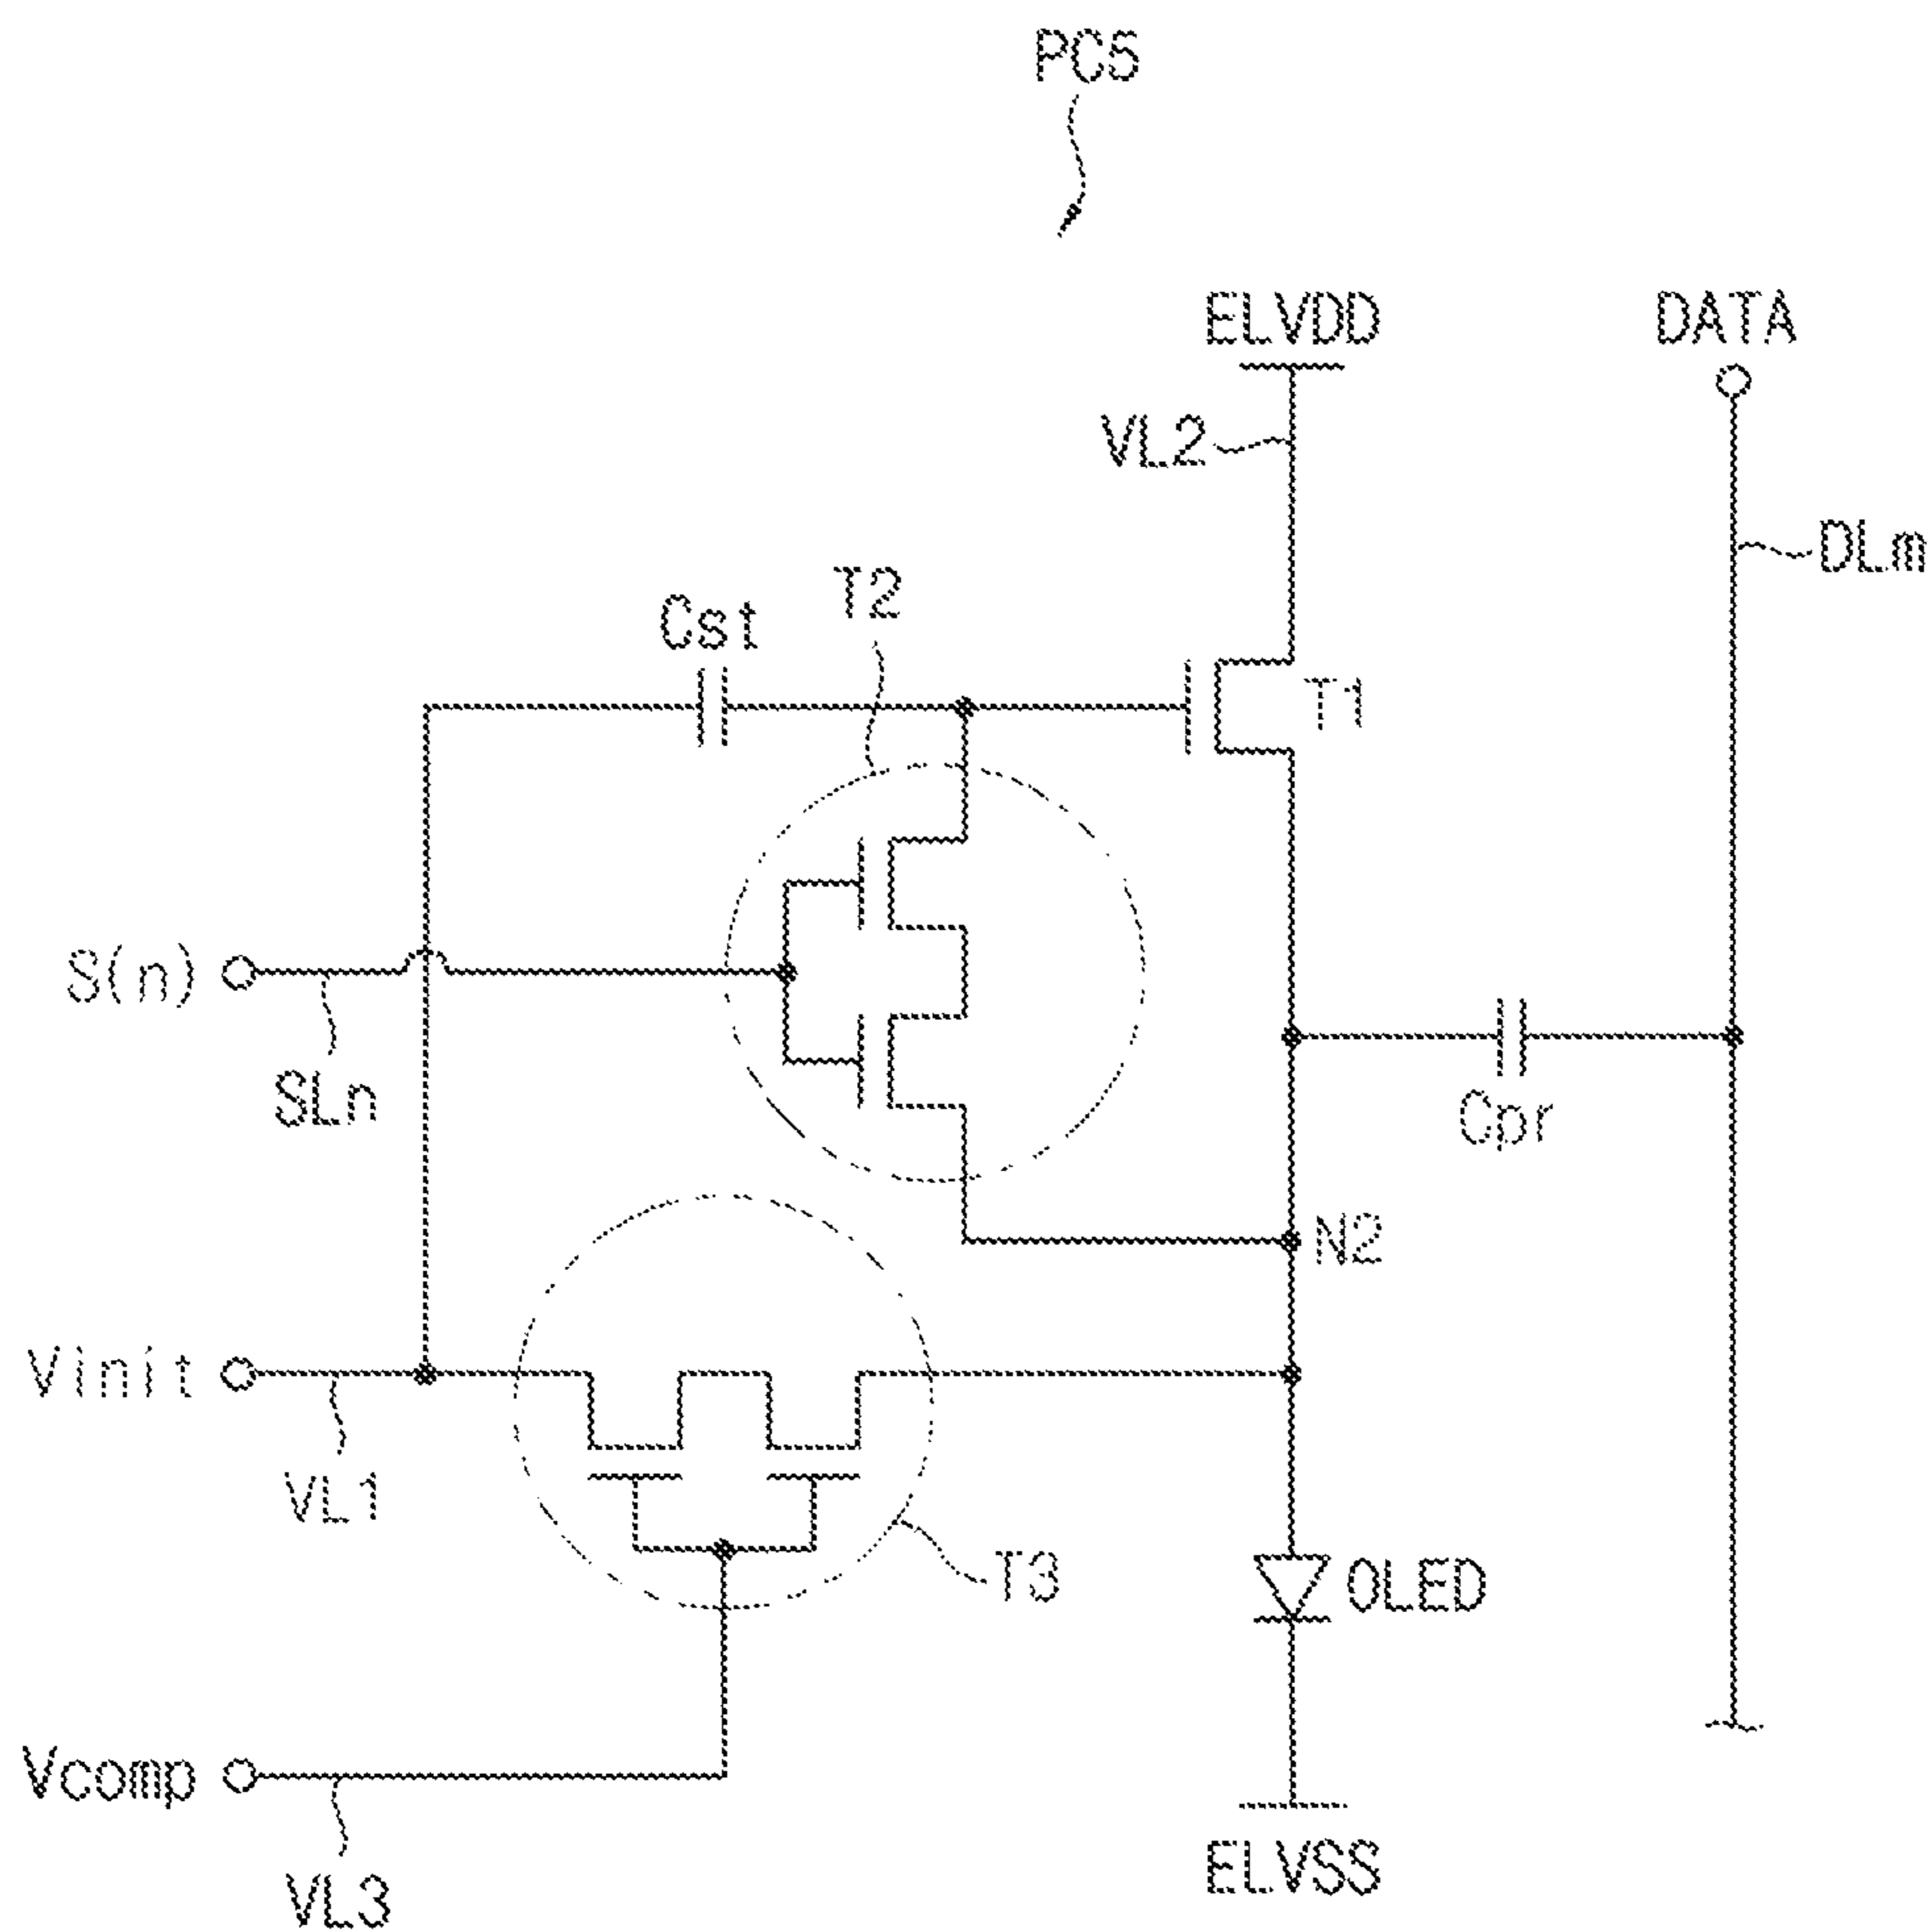 PC5
ELVDD
DATA
VL2
DLm
T2
Cst
T1
S(n)
SLn
Cpr
N2
Vinit
VL1
T3
OLED
Vcomp
VL3
ELVSS